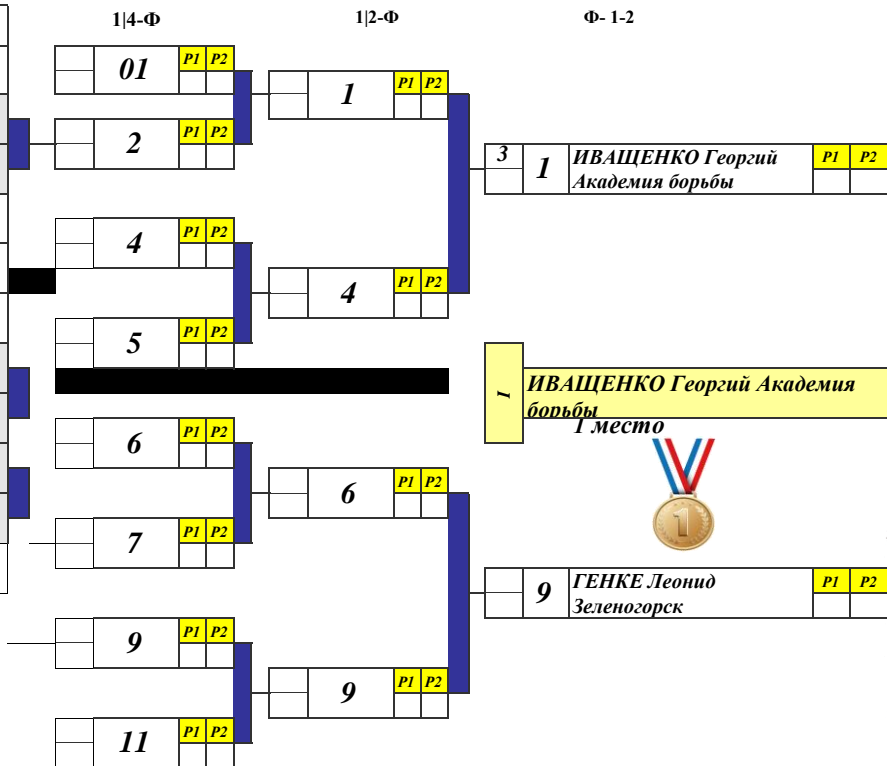 1|4-Ф 1|2-Ф Ф- 1-2
01 P1 P2
1 P1 P2
2 P1 P2
3 1 ИВАЩЕНКО Георгий P1 P2
Академия борьбы
4 P1 P2
4 P1 P2
5 P1 P2
I ИВАЩЕНКО Георгий Академия
борьбы
1 место
6 P1 P2
6 P1 P2
1
7 P1 P2
9 ГЕНКЕ Леонид P1 P2
Зеленогорск
9 P1 P2
9 P1 P2
11 P1 P2